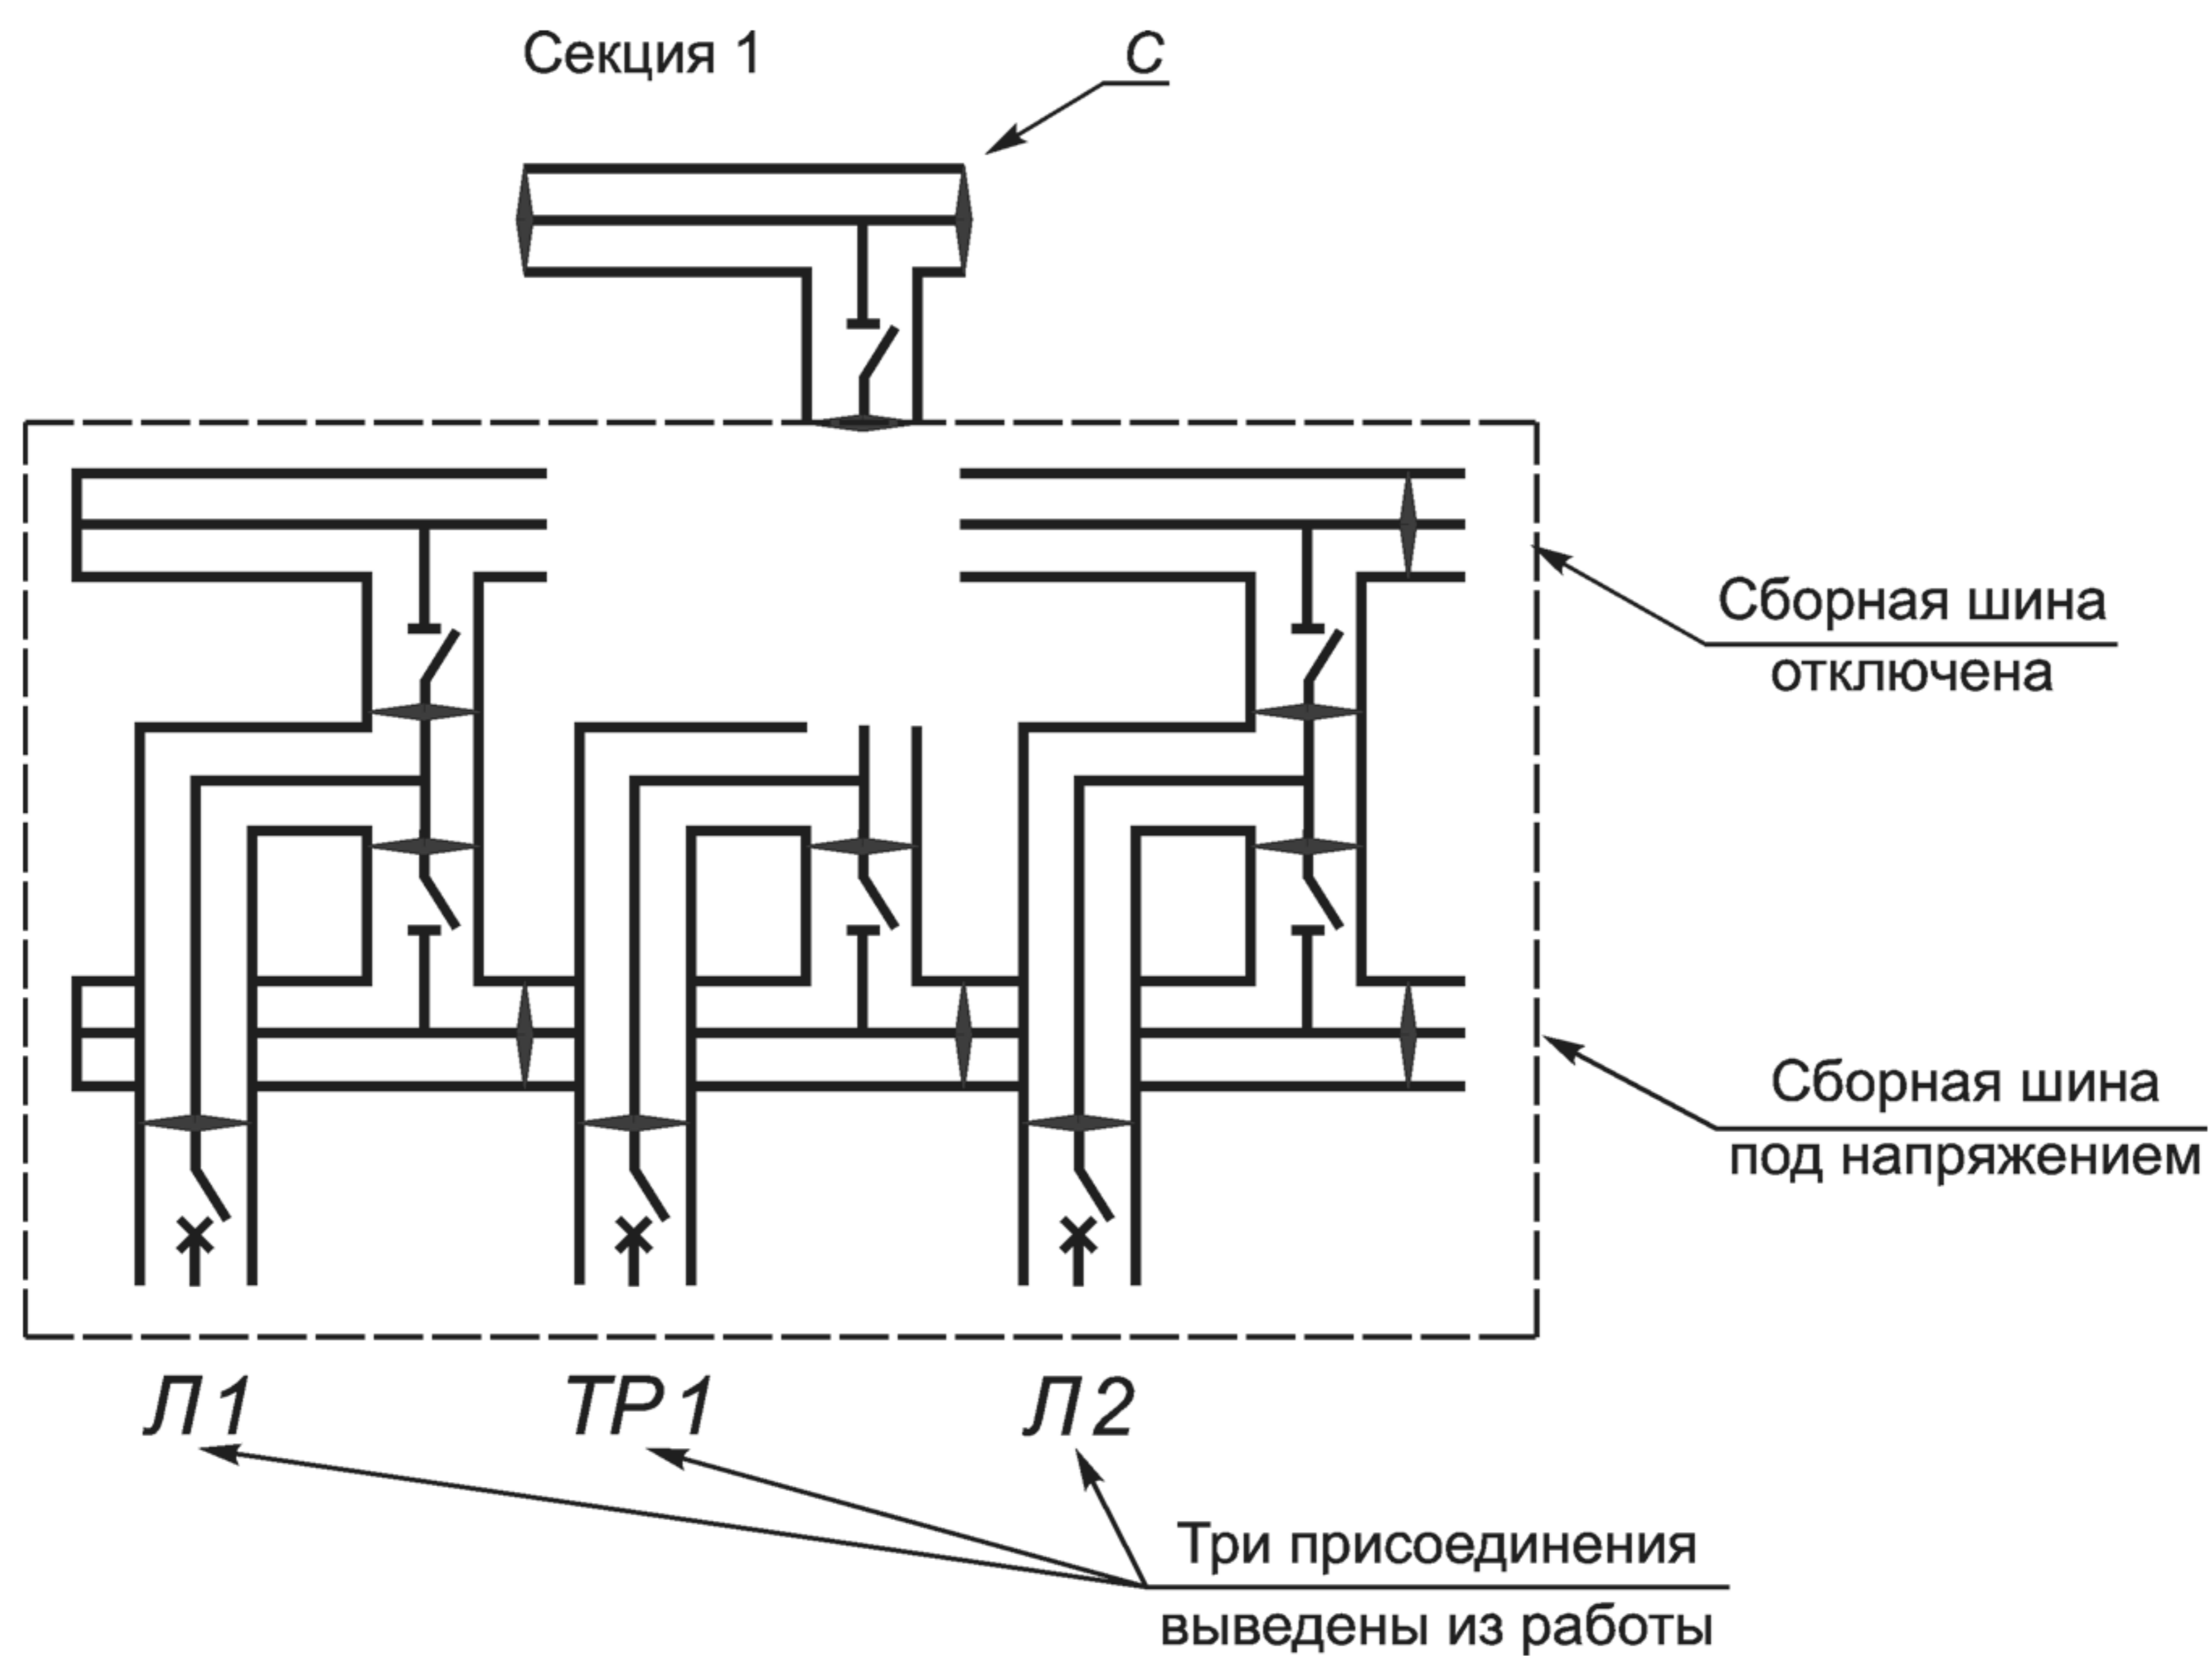 Секция 1
С
Сборная шина
отключена
Сборная шина
под напряжением
Л1
ТР1
Л2
Три присоединения
выведены из работы